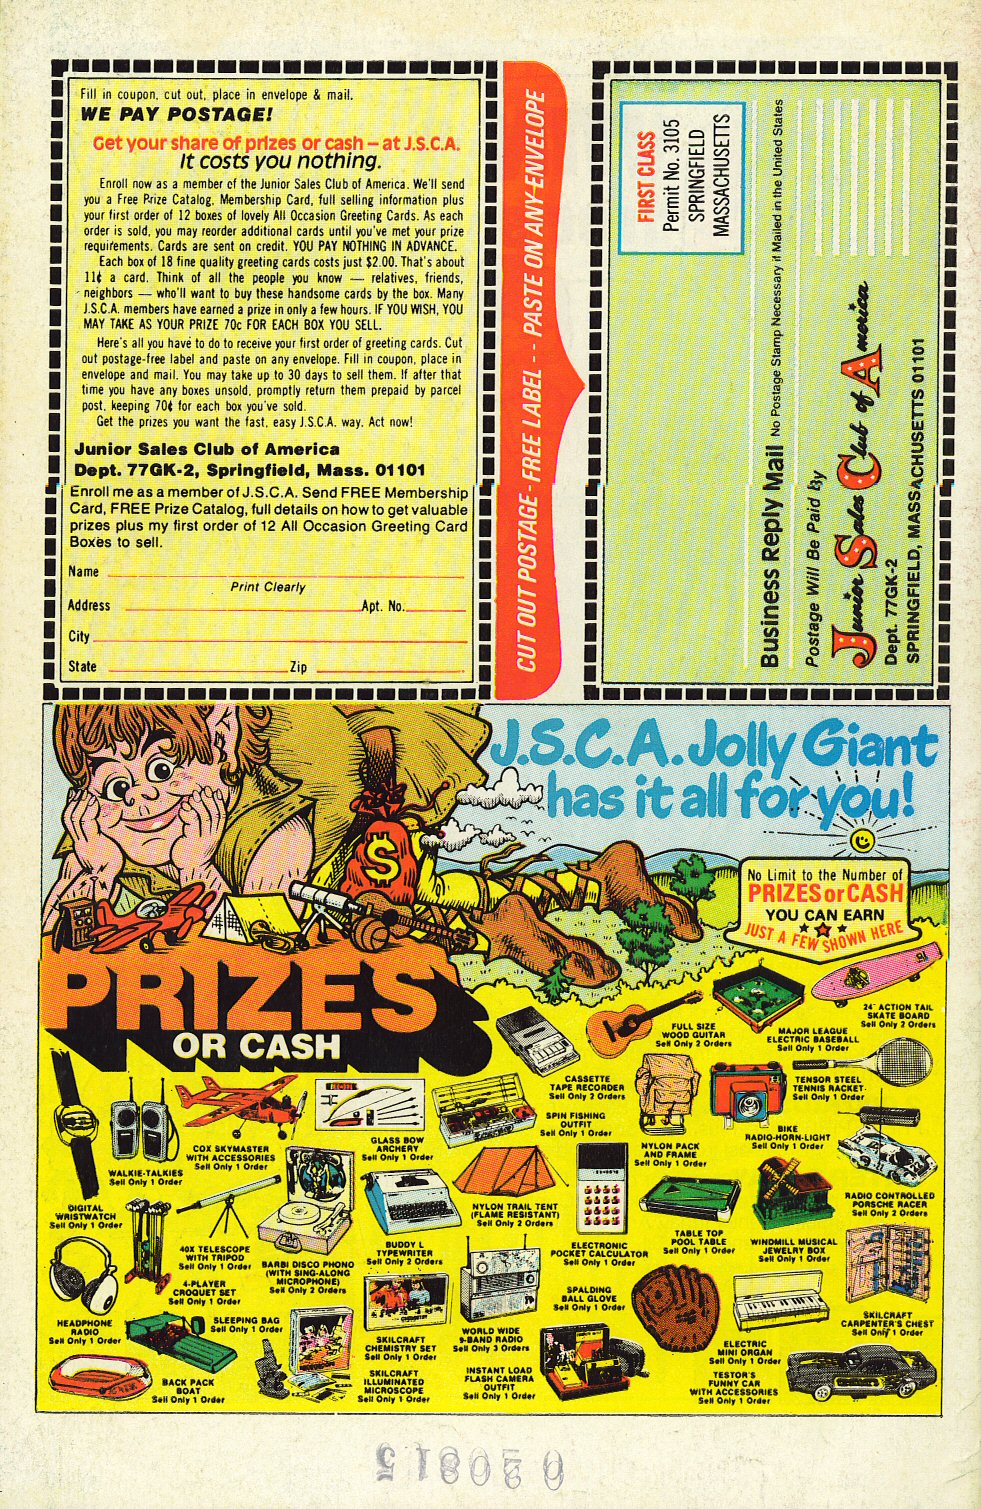 Fill in coupon, cut out, place in envelope & mail.
WE PAY POSTAGE!
Get your share of prizes or cash – at J.S.C.A.
It costs you nothing.
Enroll now as a member of the Junior Sales Club of America. We'll send
you a Free Prize Catalog, Membership Card, full selling information plus
your first order of 12 boxes of lovely All Occasion Greeting Cards. As each
order is sold, you may reorder additional cards until you've met your prize
requirements. Cards are sent on credit. YOU PAY NOTHING IN ADVANCE.
Each box of 18 fine quality greeting cards costs just $2.00. That's about
11¢ a card. Think of all the people you know — relatives, friends,
neighbors — who'll want to buy these handsome cards by the box. Many
J.S.C.A. members have earned a prize in only a few hours. IF YOU WISH, YOU
MAY TAKE AS YOUR PRIZE 70c FOR EACH BOX YOU SELL.
Here's all you have to do to receive your first order of greeting cards. Cut
out postage-free label and paste on any envelope. Fill in coupon, place in
envelope and mail. You may take up to 30 days to sell them. If after that
time you have any boxes unsold, promptly return them prepaid by parcel
post, keeping 70¢ for each box you've sold.
Get the prizes you want the fast, easy J.S.C.A. way. Act now!
Junior Sales Club of America
Dept. 77GK-2, Springfield, Mass. 01101
Enroll me as a member of J.S.C.A. Send FREE Membership
Card, FREE Prize Catalog, full details on how to get valuable
prizes plus my first order of 12 All Occasion Greeting Card
Boxes to sell.
Name
Print Clearly
Address Apt. No.
City
State Zip
CUT OUT POSTAGE - FREE LABEL - - PASTE ON ANY ENVELOPE
FIRST CLASS
Permit No. 3105
SPRINGFIELD
MASSACHUSETTS
Business Reply Mail No Postage Stamp Necessary if Mailed in the United States
Postage Will Be Paid By
Junior Sales Club of America
Dept. 77GK-2
SPRINGFIELD, MASSACHUSETTS 01101
J.S.C.A. Jolly Giant
has it all for you!
$
No Limit to the Number of
PRIZES or CASH
YOU CAN EARN
JUST A FEW SHOWN HERE
PRIZES
OR CASH
24" ACTION TAIL
SKATE BOARD
Sell Only 2 Orders
FULL SIZE
WOOD GUITAR
Sell Only 2 Orders
MAJOR LEAGUE
ELECTRIC BASEBALL
Sell Only 1 Order
CASSETTE
TAPE RECORDER
Sell Only 2 Orders
TENSOR STEEL
TENNIS RACKET
Sell Only 1 Order
SPIN FISHING
OUTFIT
Sell Only 1 Order
BIKE
RADIO-HORN-LIGHT
Sell Only 1 Order
GLASS BOW
ARCHERY
Sell Only 1 Order
COX SKYMASTER
WITH ACCESSORIES
Sell Only 1 Order
NYLON PACK
AND FRAME
Sell Only 1 Order
WALKIE-TALKIES
Sell Only 1 Order
DIGITAL
WRISTWATCH
Sell Only 1 Order
RADIO CONTROLLED
PORSCHE RACER
Sell Only 2 Orders
NYLON TRAIL TENT
(FLAME RESISTANT)
Sell Only 2 Orders
TABLE TOP
POOL TABLE
Sell Only 1 Order
WINDMILL MUSICAL
JEWELRY BOX
Sell Only 1 Order
40X TELESCOPE
WITH TRIPOD
Sell Only 1 Order
BUDDY L
TYPEWRITER
Sell Only 2 Orders
ELECTRONIC
POCKET CALCULATOR
Sell Only 1 Order
BARBI DISCO PHONO
(WITH SING-ALONG
MICROPHONE)
Sell Only 2 Orders
4-PLAYER
CROQUET SET
Sell Only 1 Order
SPALDING
BALL GLOVE
Sell Only 1 Order
HEADPHONE
RADIO
Sell Only 1 Order
SLEEPING BAG
Sell Only 1 Order
SKILCRAFT
CARPENTER'S CHEST
Sell Only 1 Order
SKILCRAFT
CHEMISTRY SET
Sell Only 1 Order
WORLD WIDE
9-BAND RADIO
Sell Only 3 Orders
ELECTRIC
MINI ORGAN
Sell Only 1 Order
BACK PACK
BOAT
Sell Only 1 Order
SKILCRAFT
ILLUMINATED
MICROSCOPE
Sell Only 1 Order
INSTANT LOAD
FLASH CAMERA
OUTFIT
Sell Only 1 Order
TESTOR'S
FUNNY CAR
WITH ACCESSORIES
Sell Only 1 Order